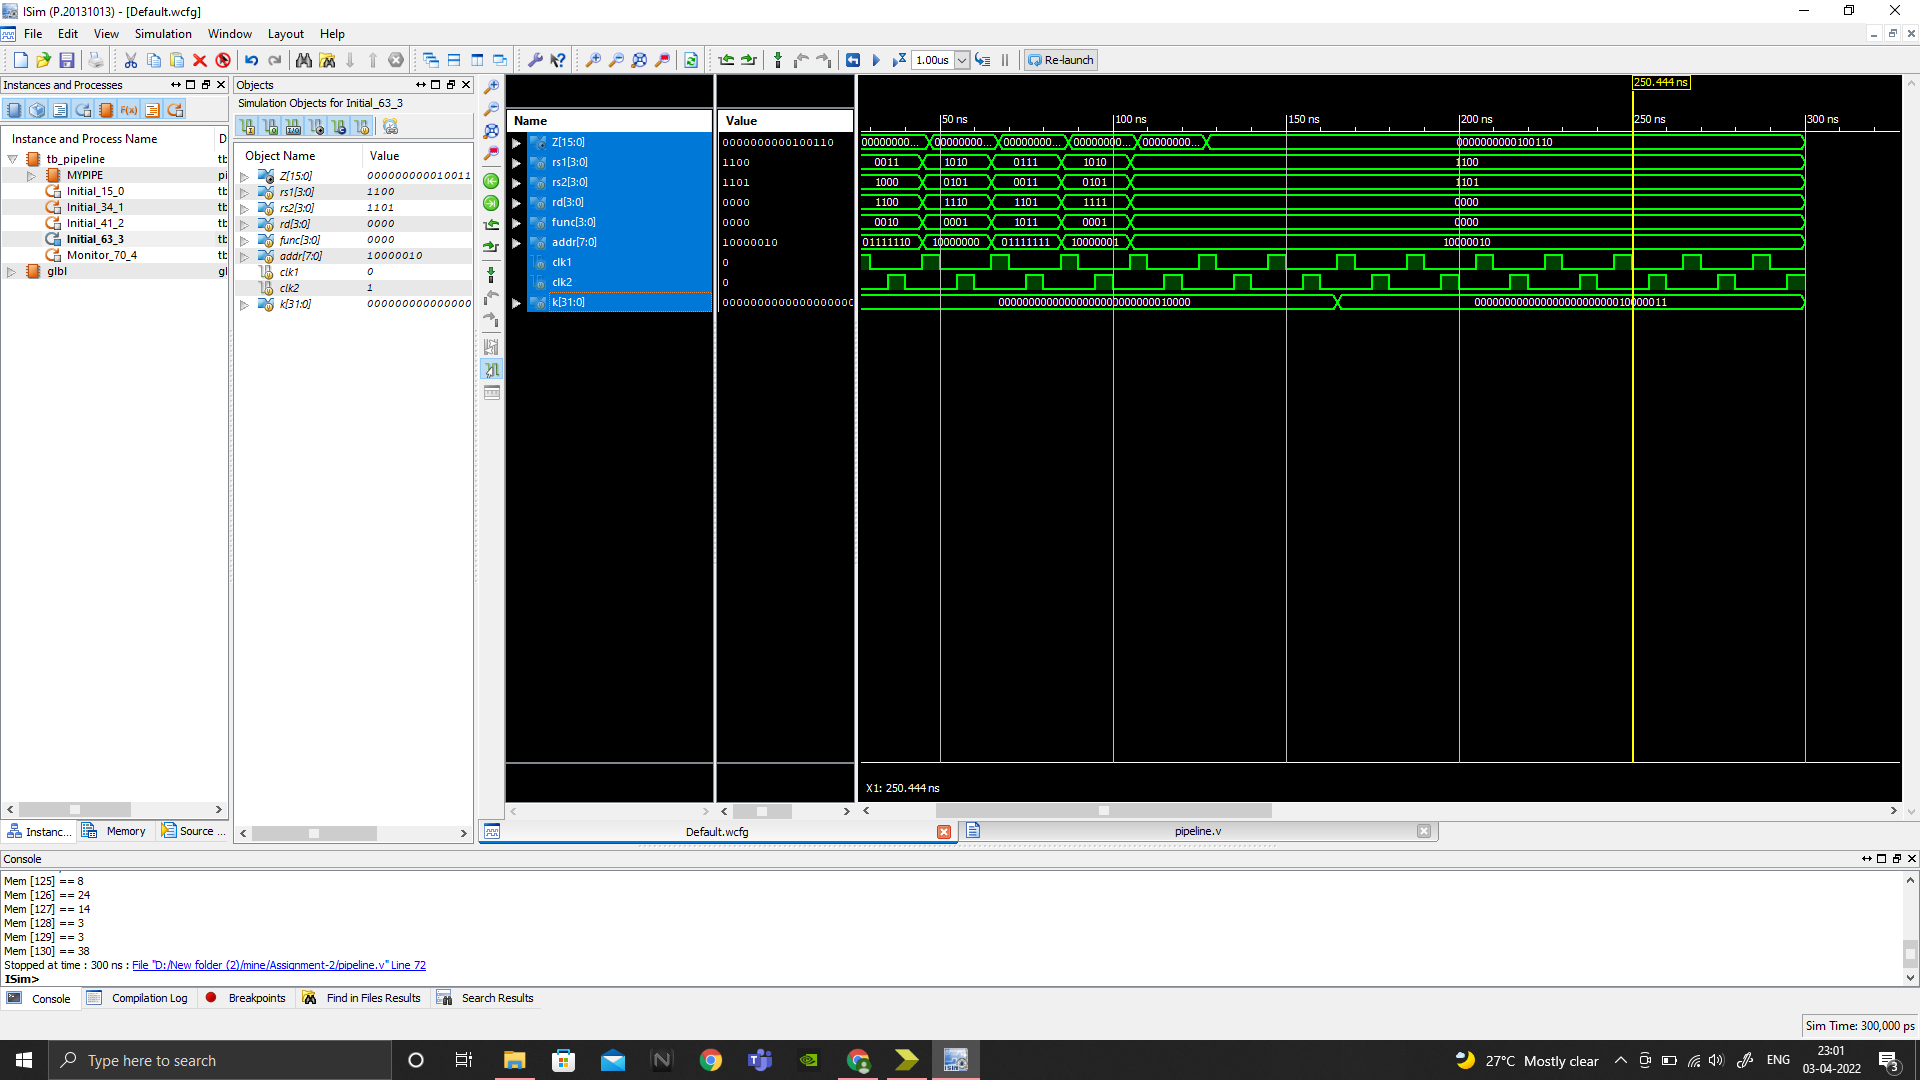 ISim (P.20131013) - [Default.wcfg]
File Edit View Simulation Window Layout Help
1.00us Re-launch
Instances and Processes
Instance and Process Name D
tb_pipeline tb
MYPIPE pi
Initial_15_0 tb
Initial_34_1 tb
Initial_41_2 tb
Initial_63_3 tb
Monitor_70_4 tb
glbl gl
Instanc... Memory Source ...
Objects
Simulation Objects for Initial_63_3
Object Name Value
Z[15:0] 000000000010011
rs1[3:0] 1100
rs2[3:0] 1101
rd[3:0] 0000
func[3:0] 0000
addr[7:0] 10000010
clk1 0
clk2 1
k[31:0] 000000000000000
250.444 ns
Name Value 50 ns 100 ns 150 ns 200 ns 250 ns 300 ns
Z[15:0] 0000000000100110 00000000... 00000000... 00000000... 00000000... 00000000... 0000000000100110
rs1[3:0] 1100 0011 1010 0111 1010 1100
rs2[3:0] 1101 1000 0101 0011 0101 1101
rd[3:0] 0000 1100 1110 1101 1111 0000
func[3:0] 0000 0010 0001 1011 0001 0000
addr[7:0] 10000010 01111110 10000000 01111111 10000001 10000010
clk1 0
clk2 0
k[31:0] 0000000000000000000C 00000000000000000000000000010000 00000000000000000000000010000011
X1: 250.444 ns
Default.wcfg pipeline.v
Console
Mem [125] == 8
Mem [126] == 24
Mem [127] == 14
Mem [128] == 3
Mem [129] == 3
Mem [130] == 38
Stopped at time : 300 ns : File "D:/New folder (2)/mine/Assignment-2/pipeline.v" Line 72
ISim>
Console Compilation Log Breakpoints Find in Files Results Search Results
Sim Time: 300,000 ps
Type here to search
27°C Mostly clear ENG 23:01
03-04-2022
3